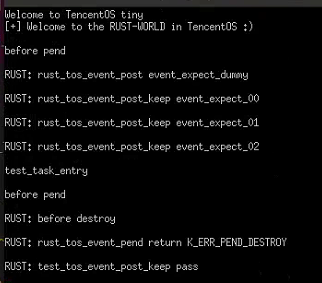 Welcome to TencentOS tiny
[+] Welcome to the RUST-WORLD in TencentOS :)
before pend
RUST: rust_tos_event_post event_expect_dummy
RUST: rust_tos_event_post_keep event_expect_00
RUST: rust_tos_event_post_keep event_expect_01
RUST: rust_tos_event_post_keep event_expect_02
test_task_entry
before pend
RUST: before destroy
RUST: rust_tos_event_pend return K_ERR_PEND_DESTROY
RUST: test_tos_event_post_keep pass